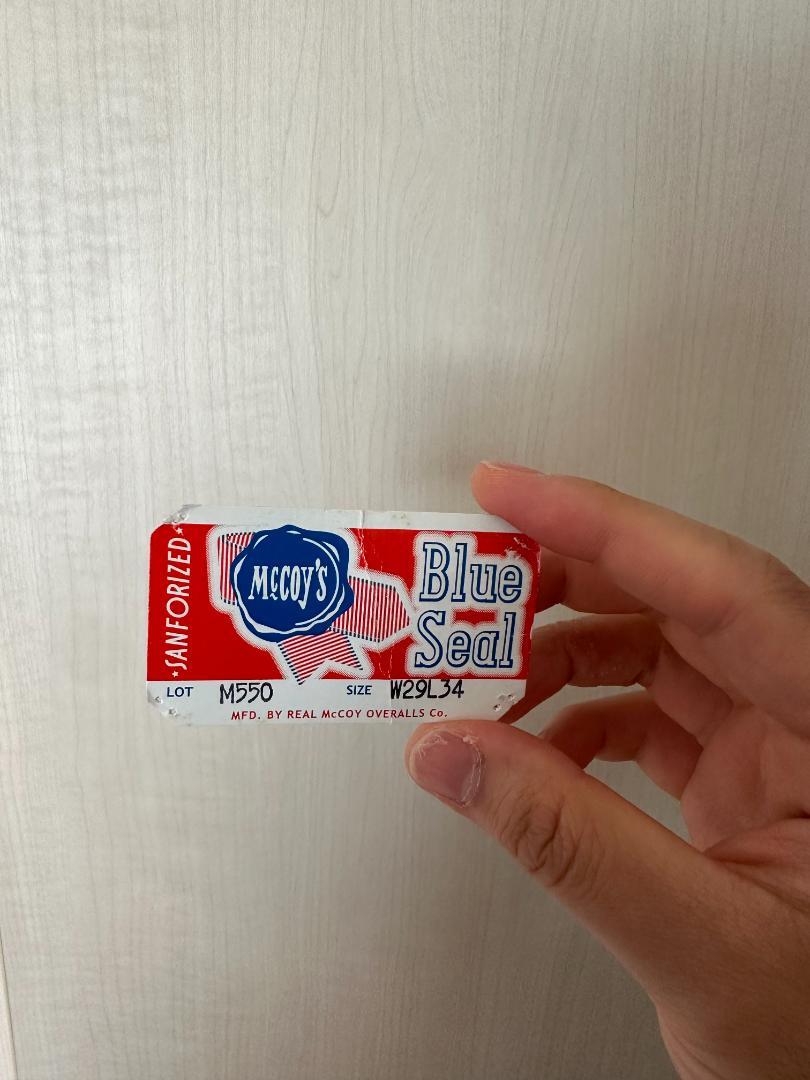 ★SANFORIZED★
McCOY'S
Blue
Seal
LOT M550 SIZE W29L34
MFD. BY REAL McCOY OVERALLS Co.